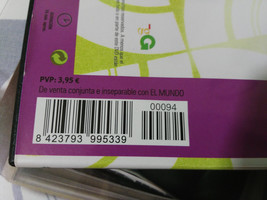 G
PVP: 3,95 €
De venta conjunta e inseparable con EL MUNDO
00094
8 423793 995339